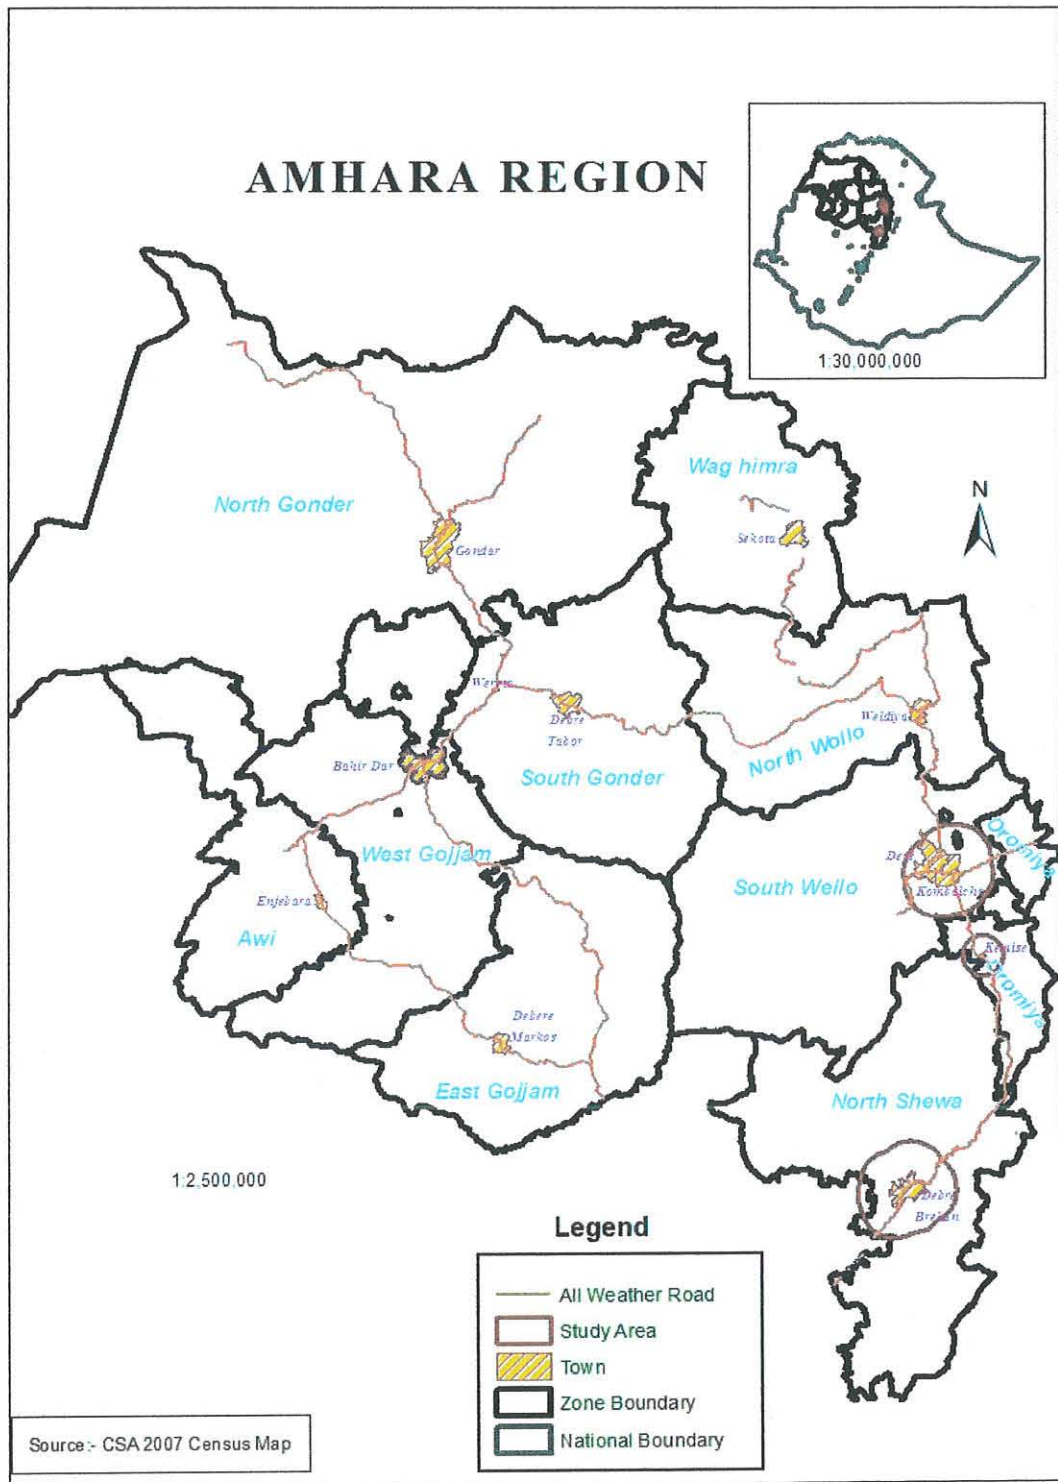 AMHARA REGION
1:30,000,000
Wag himra
N
North Gonder
Sekota
Gondar
Debre
Tabor
Weldiya
North Wollo
Bahir Dar
South Gonder
Oromiya
West Gojjam
South Wello
Enjebara
Awi
Kemise
Oromiya
Debere
Markos
East Gojjam
North Shewa
1:2,500,000
Debre
Legend
All Weather Road
Study Area
Town
Zone Boundary
National Boundary
Source:- CSA 2007 Census Map